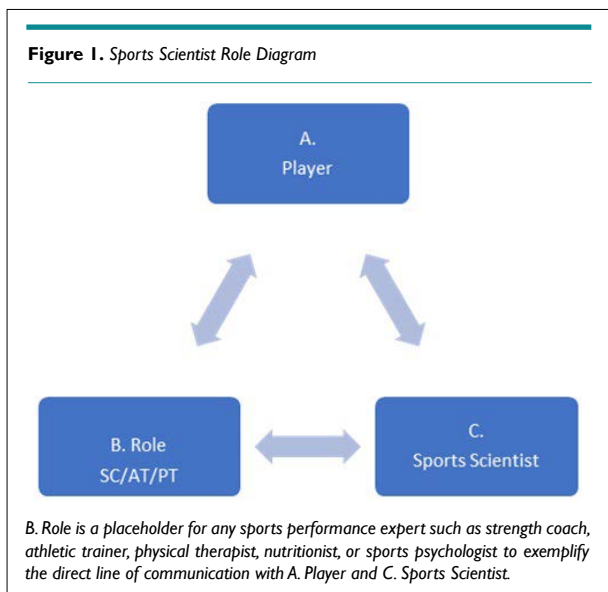 Figure 1. Sports Scientist Role Diagram
A.
Player
B. Role
SC/AT/PT
C.
Sports Scientist
B. Role is a placeholder for any sports performance expert such as strength coach,
athletic trainer, physical therapist, nutritionist, or sports psychologist to exemplify
the direct line of communication with A. Player and C. Sports Scientist.